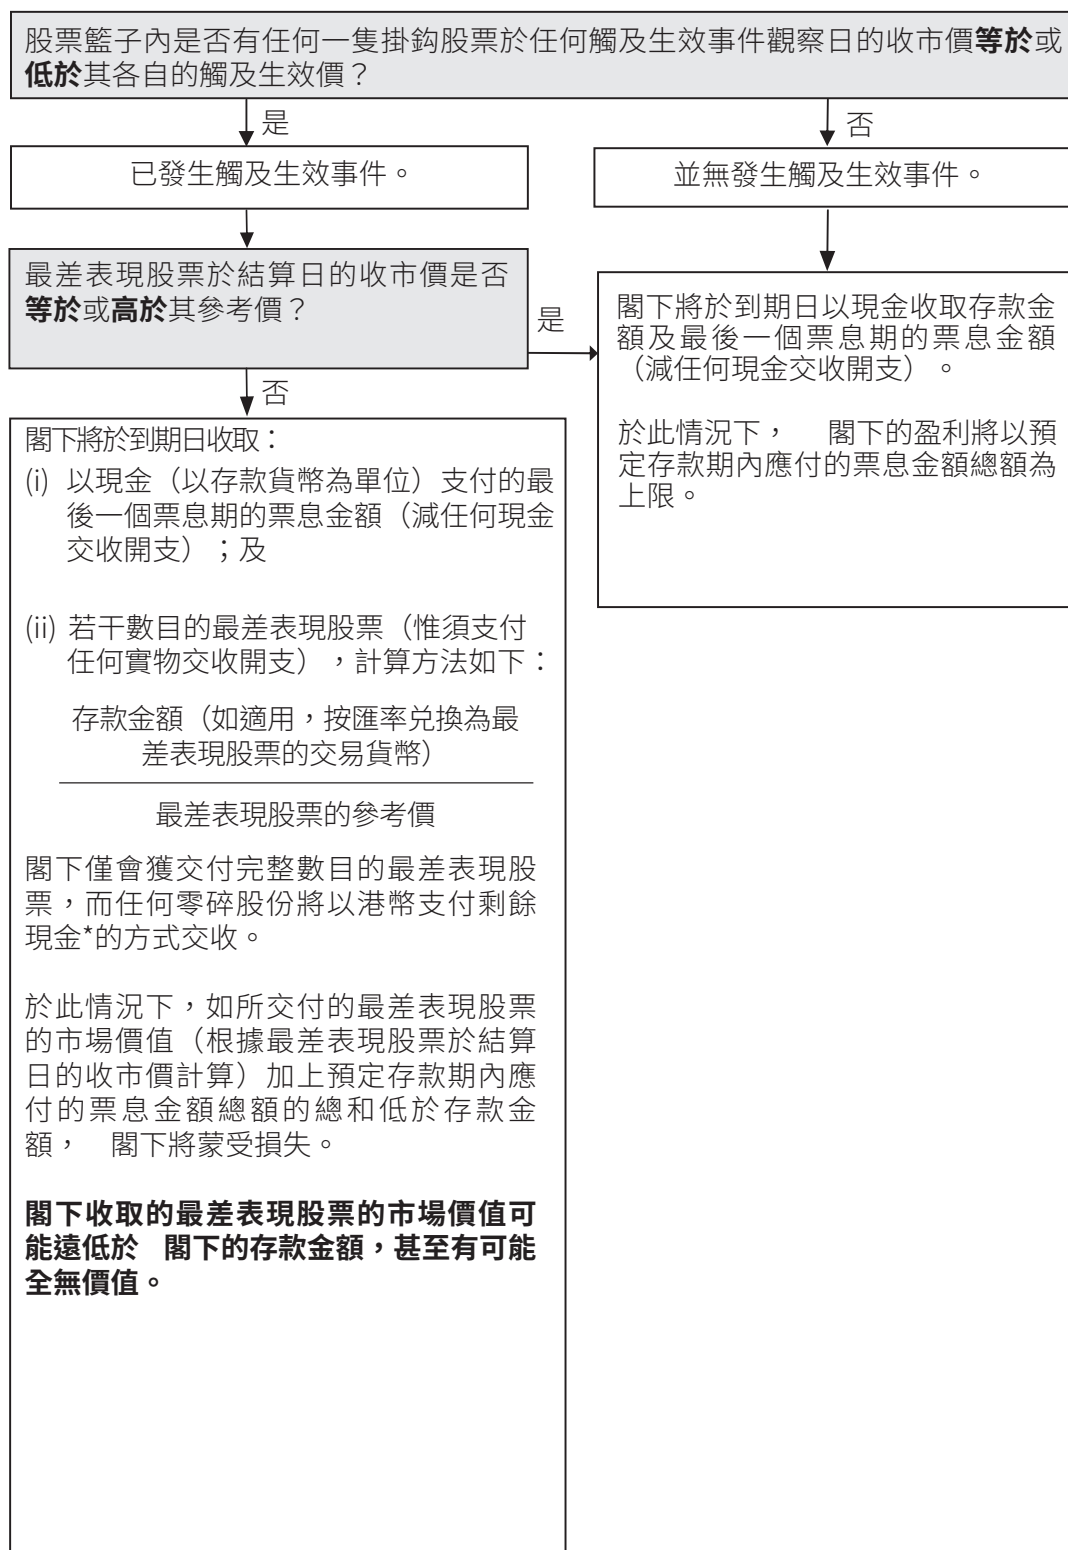 股票籃子內是否有任何一隻掛鈎股票於任何觸及生效事件觀察日的收市價等於或
低於其各自的觸及生效價？
是
否
已發生觸及生效事件。
並無發生觸及生效事件。
最差表現股票於結算日的收市價是否
等於或高於其參考價？
是
否
閣下將於到期日以現金收取存款金
額及最後一個票息期的票息金額
（減任何現金交收開支）。
於此情況下，　閣下的盈利將以預
定存款期內應付的票息金額總額為
上限。
閣下將於到期日收取：
(i) 以現金（以存款貨幣為單位）支付的最
後一個票息期的票息金額（減任何現金
交收開支）；及
(ii) 若干數目的最差表現股票（惟須支付
任何實物交收開支），計算方法如下：
存款金額（如適用，按匯率兌換為最
差表現股票的交易貨幣）
最差表現股票的參考價
閣下僅會獲交付完整數目的最差表現股
票，而任何零碎股份將以港幣支付剩餘
現金*的方式交收。
於此情況下，如所交付的最差表現股票
的市場價值（根據最差表現股票於結算
日的收市價計算）加上預定存款期內應
付的票息金額總額的總和低於存款金
額，　閣下將蒙受損失。
閣下收取的最差表現股票的市場價值可
能遠低於　閣下的存款金額，甚至有可能
全無價值。